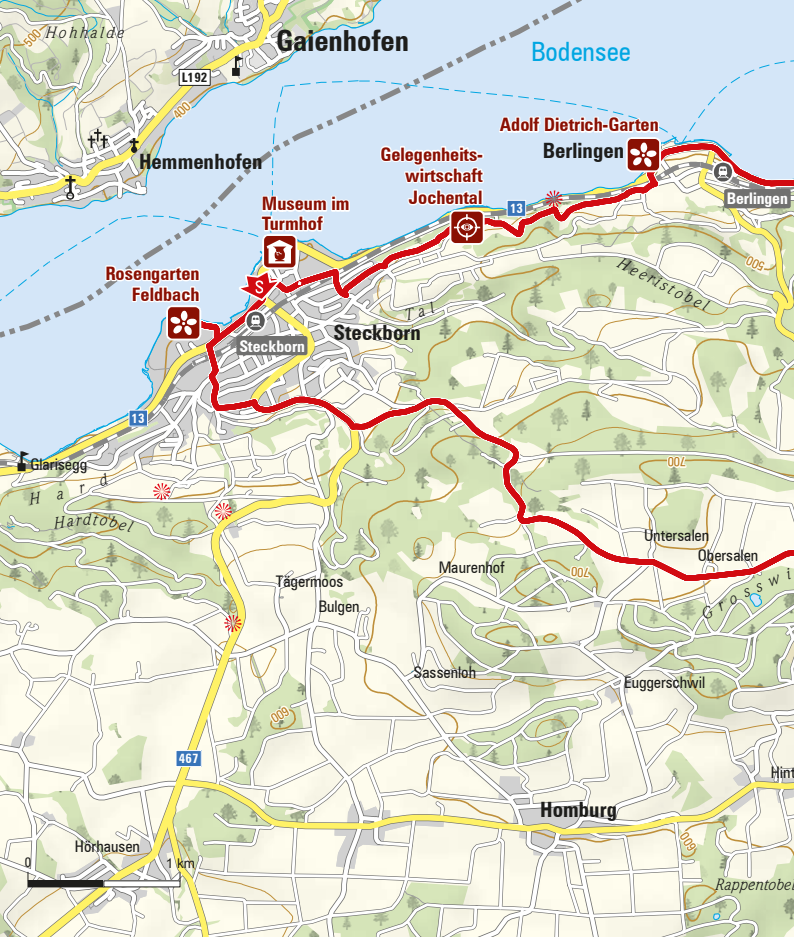 Hohhalde
500
Gaienhofen
Bodensee
L192
400
Hemmenhofen
Adolf Dietrich-Garten
Berlingen
Gelegenheits-
wirtschaft
Jochental
13
Berlingen
Museum im
Turmhof
500
Heeristobel
Rosengarten
Feldbach
S
Tal
Steckborn
Steckborn
13
Glarisegg
Hard
Hardtobel
700
Untersalen
Obersalen
Maurenhof
700
Grosswi
Tägermoos
Bulgen
Sassenloh
Euggerschwil
600
467
Hint
Homburg
600
Hörhausen
0
1 km
Rappentobel